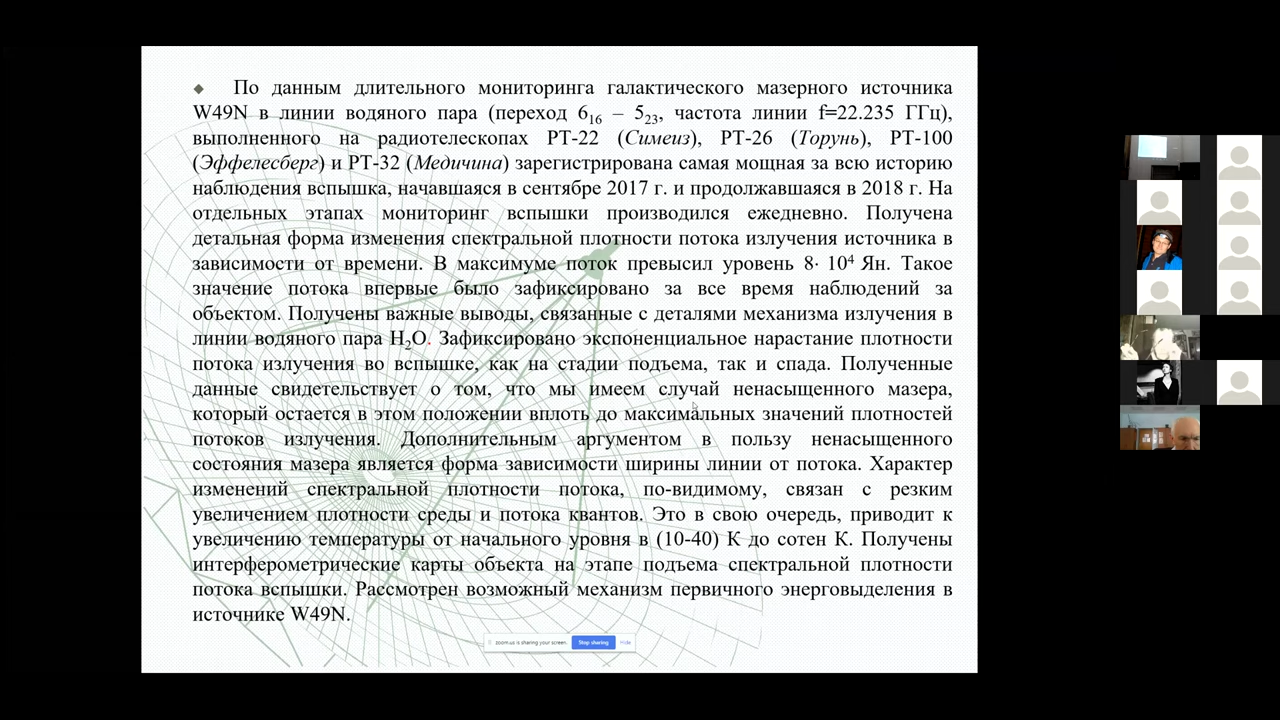 По данным длительного мониторинга галактического мазерного источника
W49N в линии водяного пара (переход 6₁₆ – 5₂₃, частота линии f=22.235 ГГц),
выполненного на радиотелескопах РТ-22 (Симеиз), РТ-26 (Торунь), РТ-100
(Эффелесберг) и РТ-32 (Медичина) зарегистрирована самая мощная за всю историю
наблюдения вспышка, начавшаяся в сентябре 2017 г. и продолжавшаяся в 2018 г. На
отдельных этапах мониторинг вспышки производился ежедневно. Получена
детальная форма изменения спектральной плотности потока излучения источника в
зависимости от времени. В максимуме поток превысил уровень 8· 10⁴ Ян. Такое
значение потока впервые было зафиксировано за все время наблюдений за
объектом. Получены важные выводы, связанные с деталями механизма излучения в
линии водяного пара H₂O. Зафиксировано экспоненциальное нарастание плотности
потока излучения во вспышке, как на стадии подъема, так и спада. Полученные
данные свидетельствует о том, что мы имеем случай ненасыщенного мазера,
который остается в этом положении вплоть до максимальных значений плотностей
потоков излучения. Дополнительным аргументом в пользу ненасыщенного
состояния мазера является форма зависимости ширины линии от потока. Характер
изменений спектральной плотности потока, по-видимому, связан с резким
увеличением плотности среды и потока квантов. Это в свою очередь, приводит к
увеличению температуры от начального уровня в (10-40) К до сотен К. Получены
интерферометрические карты объекта на этапе подъема спектральной плотности
потока вспышки. Рассмотрен возможный механизм первичного энерговыделения в
источнике W49N.
zoom.us is sharing your screen. Stop sharing Hide